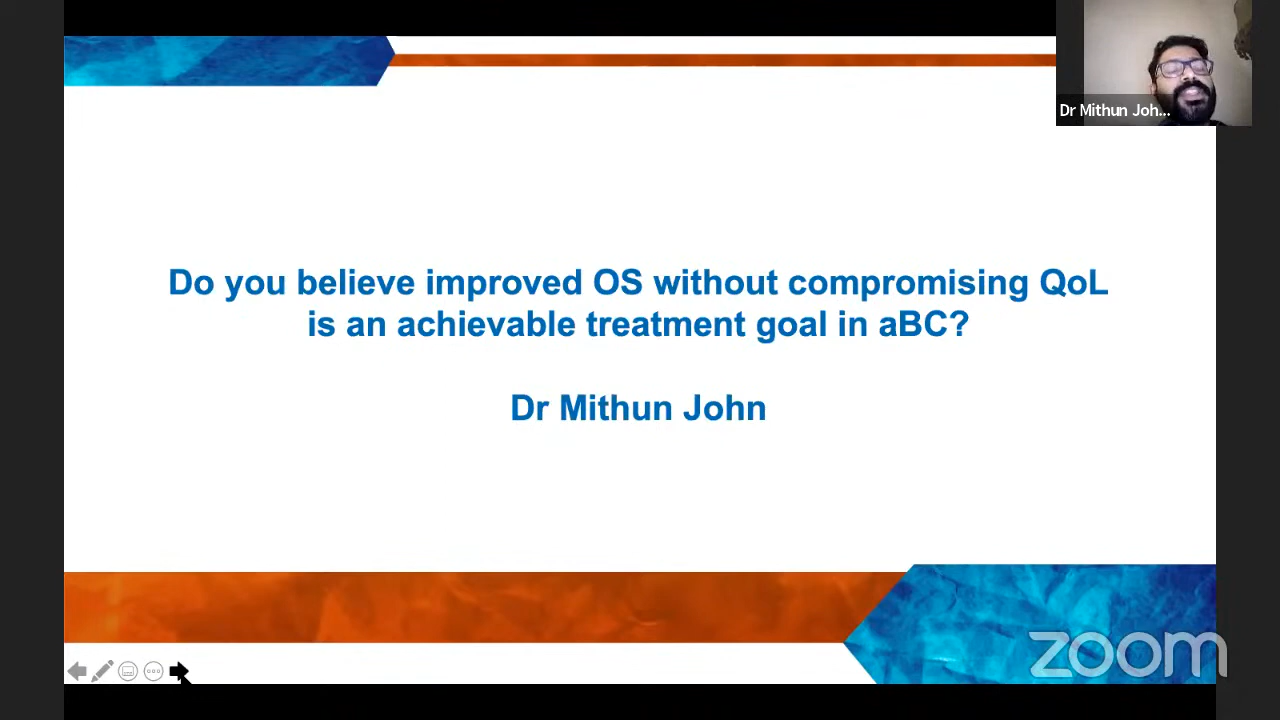 Dr Mithun Joh...
Do you believe improved OS without compromising QoL
is an achievable treatment goal in aBC?
Dr Mithun John
zoom